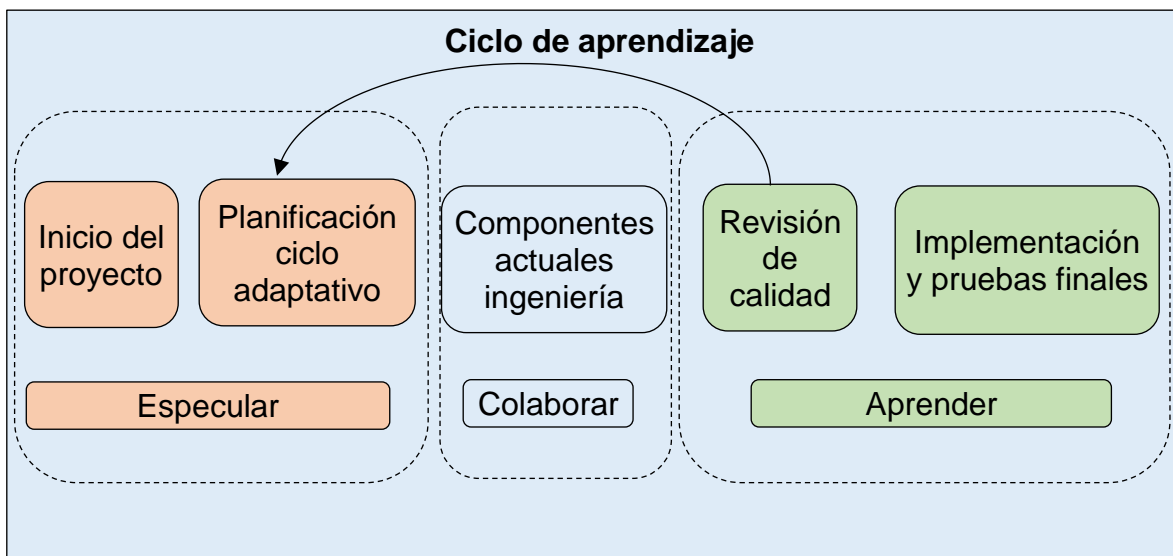 Ciclo de aprendizaje
Inicio del
proyecto
Planificación
ciclo
adaptativo
Componentes
actuales
ingeniería
Revisión
de
calidad
Implementación
y pruebas finales
Especular
Colaborar
Aprender